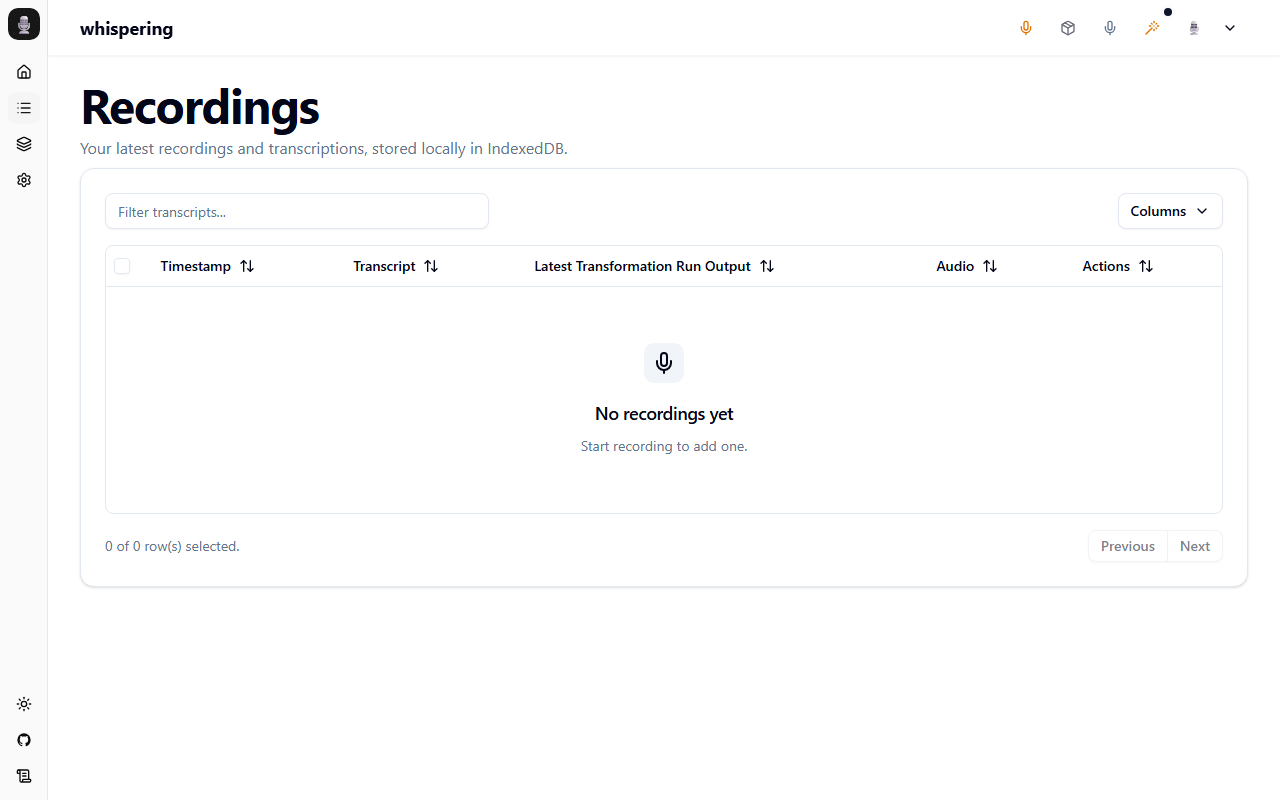 whispering
Recordings
Your latest recordings and transcriptions, stored locally in IndexedDB.
Filter transcripts...
Columns
Timestamp Transcript Latest Transformation Run Output Audio Actions
No recordings yet
Start recording to add one.
0 of 0 row(s) selected.
Previous Next